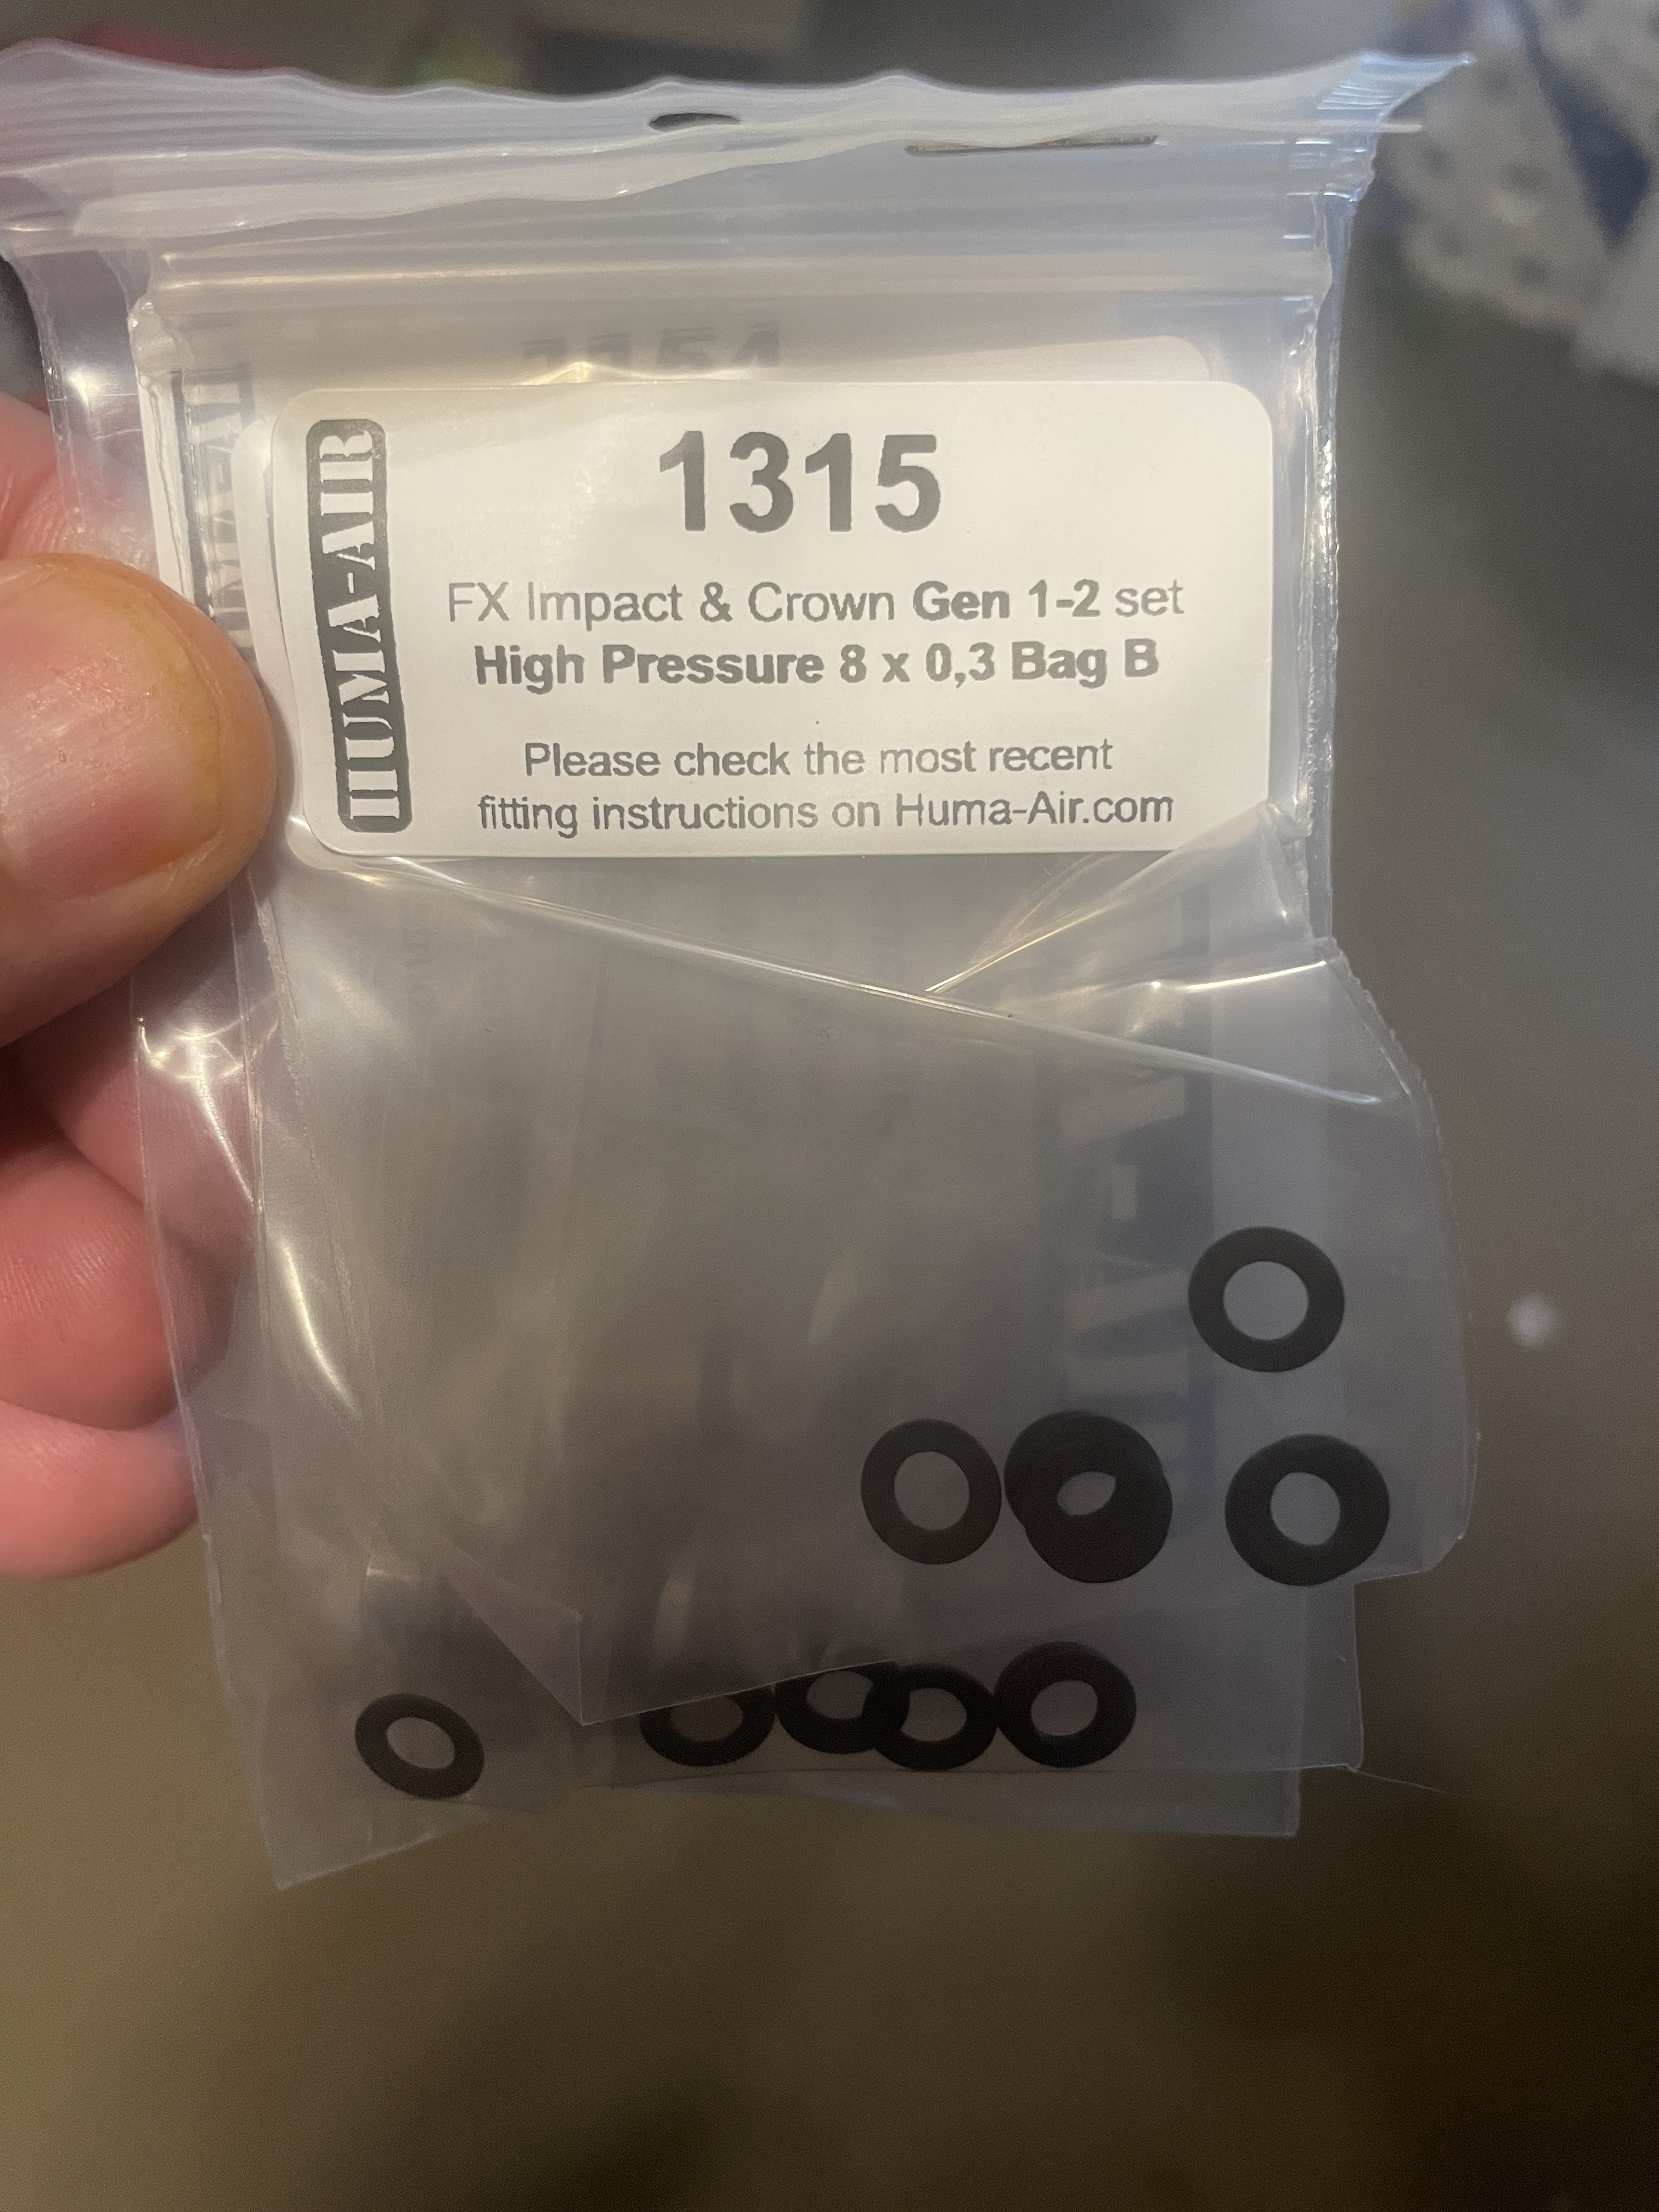 HUMA-AIR
1315
FX Impact & Crown Gen 1-2 set
High Pressure 8 x 0,3 Bag B
Please check the most recent
fitting instructions on Huma-Air.com